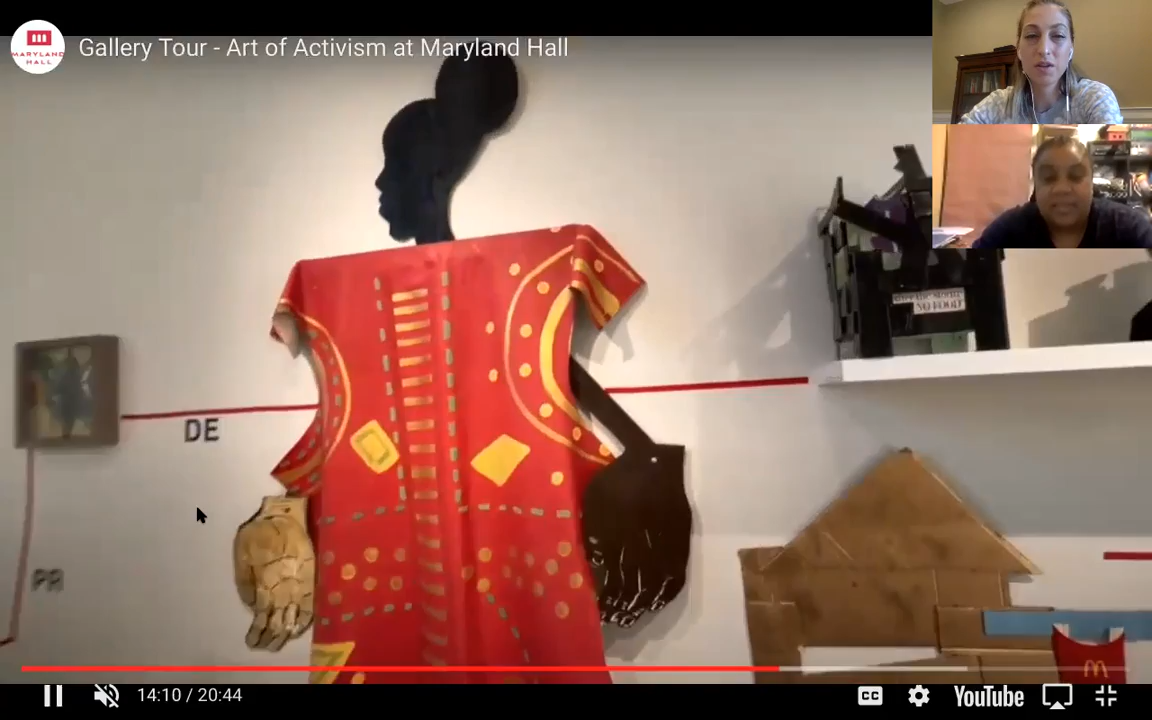 MARYLAND
HALL
Gallery Tour - Art of Activism at Maryland Hall
NO FOOD
DE
PR
14:10 / 20:44
CC
YouTube